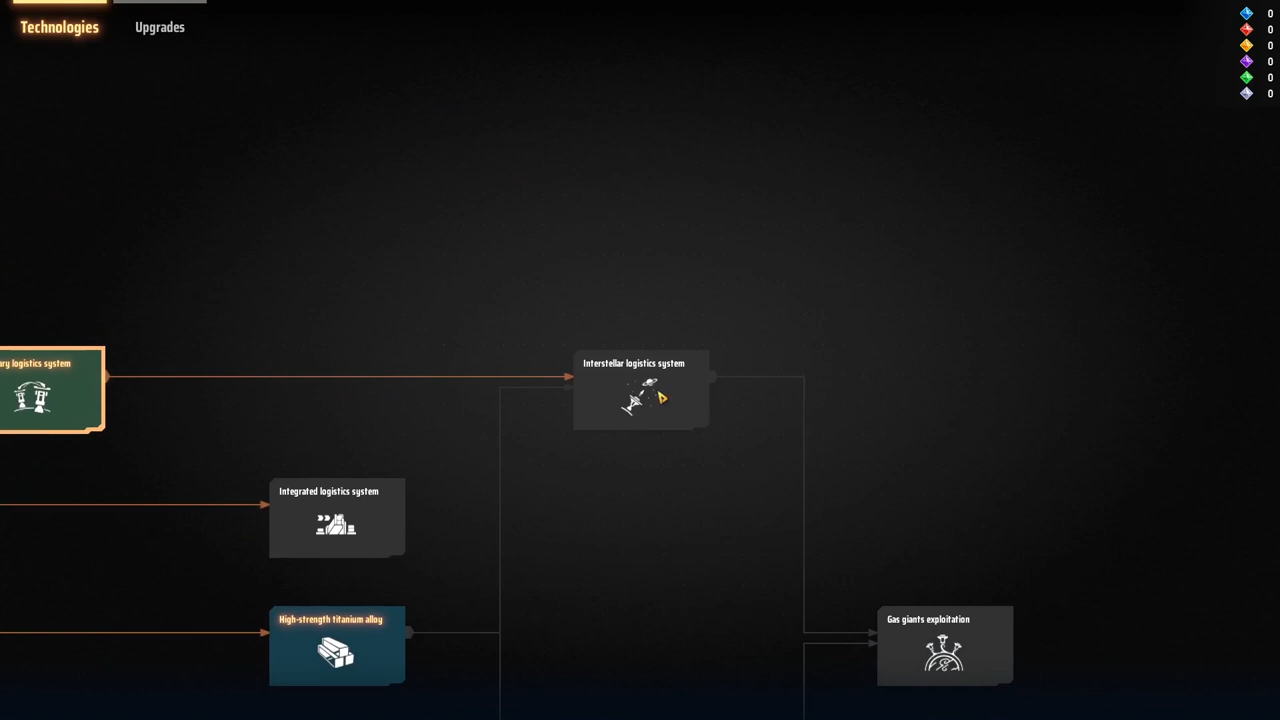 Technologies
Upgrades
0
0
0
0
0
0
ary logistics system
Interstellar logistics system
Integrated logistics system
High-strength titanium alloy
Gas giants exploitation